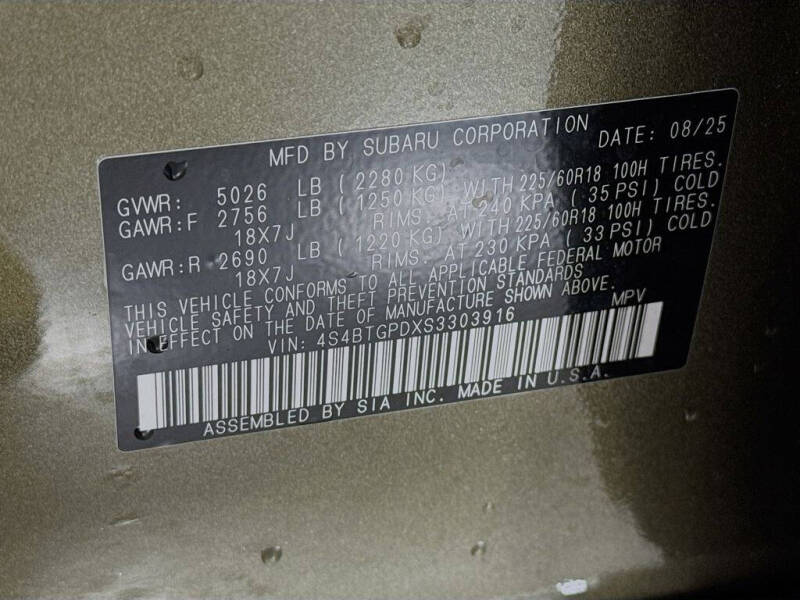 MFD BY SUBARU CORPORATION DATE: 08/25
GVWR: 5026 LB ( 2280 KG)
GAWR:F 2756 LB ( 1250 KG) WITH 225/60R18 100H TIRES.
18X7J RIMS. AT 240 KPA ( 35 PSI) COLD
GAWR:R 2690 LB ( 1220 KG) WITH 225/60R18 100H TIRES.
18X7J RIMS. AT 230 KPA ( 33 PSI) COLD
THIS VEHICLE CONFORMS TO ALL APPLICABLE FEDERAL MOTOR
VEHICLE SAFETY AND THEFT PREVENTION STANDARDS
IN EFFECT ON THE DATE OF MANUFACTURE SHOWN ABOVE.
VIN: 4S4BTGPDXS3303916 MPV
ASSEMBLED BY SIA INC. MADE IN U.S.A.